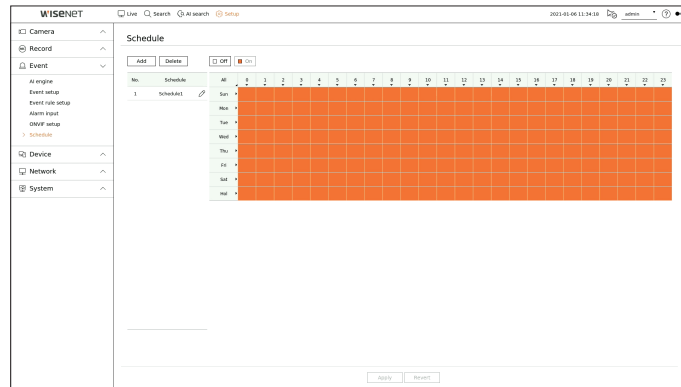 WISENET
Live Search AI search Setup 2021-01-06 11:34:18 admin ?
Camera
Record
Event
AI engine
Event setup
Event rule setup
Alarm input
ONVIF setup
> Schedule
Device
Network
System
Schedule
Add Delete Off On
No. Schedule All 0 1 2 3 4 5 6 7 8 9 10 11 12 13 14 15 16 17 18 19 20 21 22 23
1 Schedule1 Sun
Mon
Tue
Wed
Thu
Fri
Sat
Hol
Apply Revert